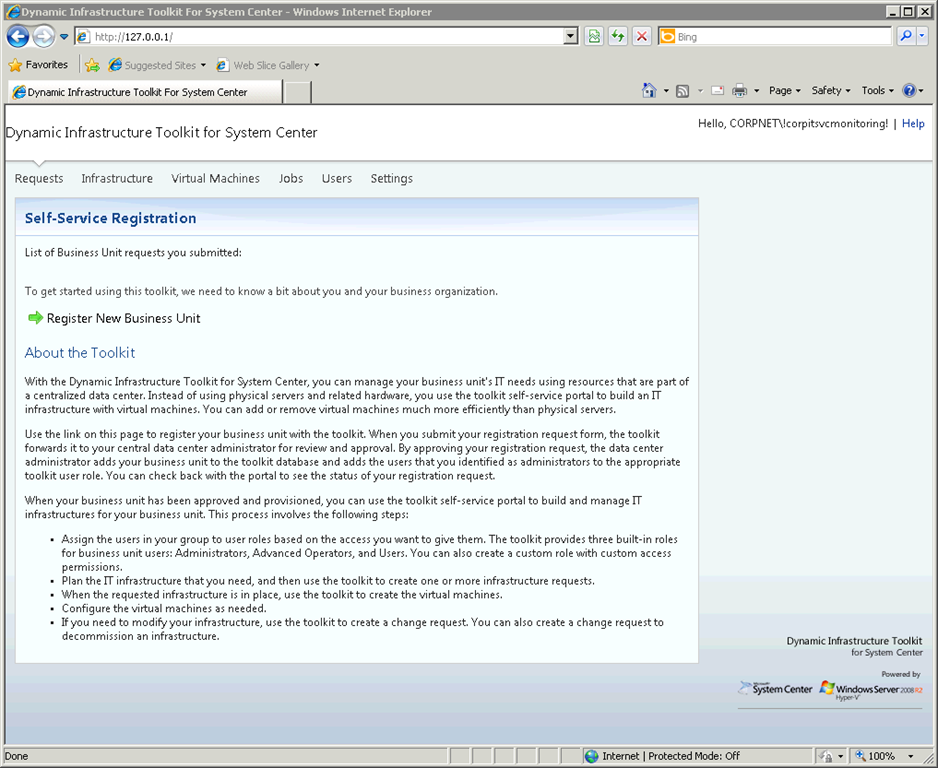 Dynamic Infrastructure Toolkit For System Center - Windows Internet Explorer
http://127.0.0.1/
Bing
Favorites Suggested Sites Web Slice Gallery
Dynamic Infrastructure Toolkit For System Center
Page Safety Tools
Dynamic Infrastructure Toolkit for System Center
Hello, CORPNET\!corpitsvcmonitoring! | Help
Requests Infrastructure Virtual Machines Jobs Users Settings
Self-Service Registration
List of Business Unit requests you submitted:
To get started using this toolkit, we need to know a bit about you and your business organization.
Register New Business Unit
About the Toolkit
With the Dynamic Infrastructure Toolkit for System Center, you can manage your business unit's IT needs using resources that are part of
a centralized data center. Instead of using physical servers and related hardware, you use the toolkit self-service portal to build an IT
infrastructure with virtual machines. You can add or remove virtual machines much more efficiently than physical servers.
Use the link on this page to register your business unit with the toolkit. When you submit your registration request form, the toolkit
forwards it to your central data center administrator for review and approval. By approving your registration request, the data center
administrator adds your business unit to the toolkit database and adds the users that you identified as administrators to the appropriate
toolkit user role. You can check back with the portal to see the status of your registration request.
When your business unit has been approved and provisioned, you can use the toolkit self-service portal to build and manage IT
infrastructures for your business unit. This process involves the following steps:
• Assign the users in your group to user roles based on the access you want to give them. The toolkit provides three built-in roles
for business unit users: Administrators, Advanced Operators, and Users. You can also create a custom role with custom access
permissions.
• Plan the IT infrastructure that you need, and then use the toolkit to create one or more infrastructure requests.
• When the requested infrastructure is in place, use the toolkit to create the virtual machines.
• Configure the virtual machines as needed.
• If you need to modify your infrastructure, use the toolkit to create a change request. You can also create a change request to
decommission an infrastructure.
Dynamic Infrastructure Toolkit
for System Center
Powered by
Microsoft
System Center
Windows Server 2008 R2
Hyper-V
Done
Internet | Protected Mode: Off
100%